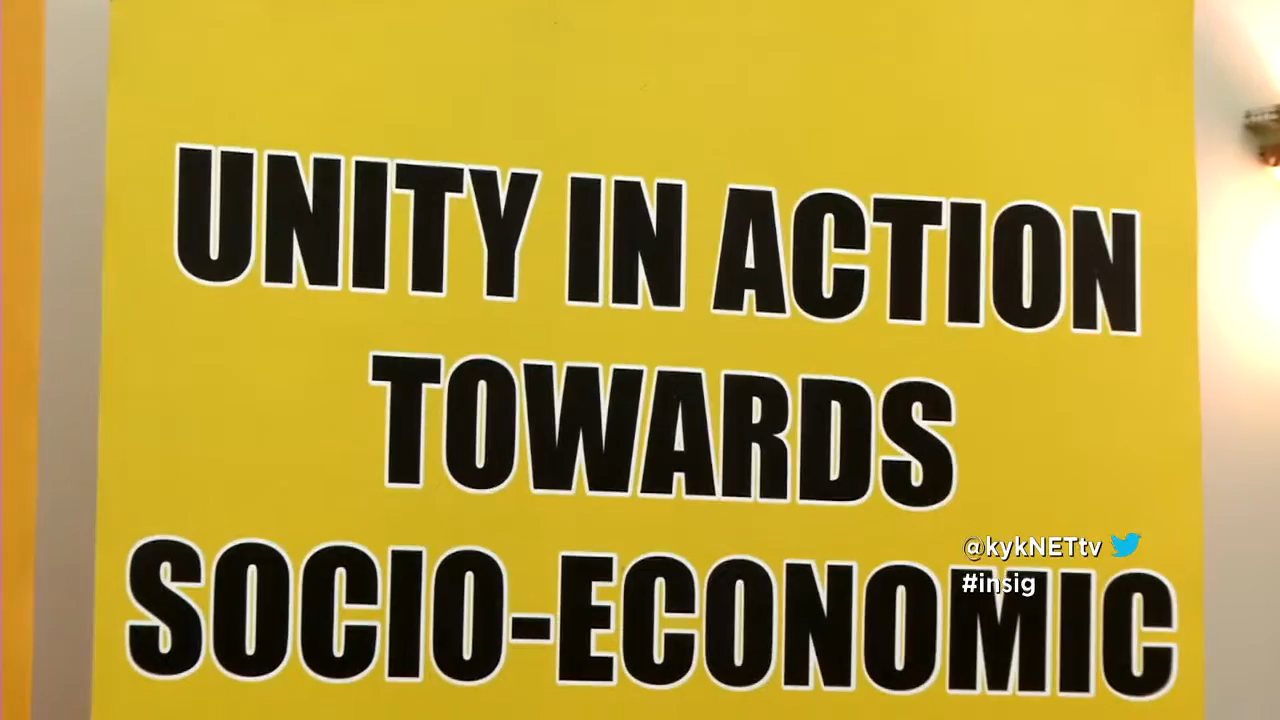 UNITY IN ACTION
TOWARDS
SOCIO-ECONOMIC
@kykNETtv
#insig